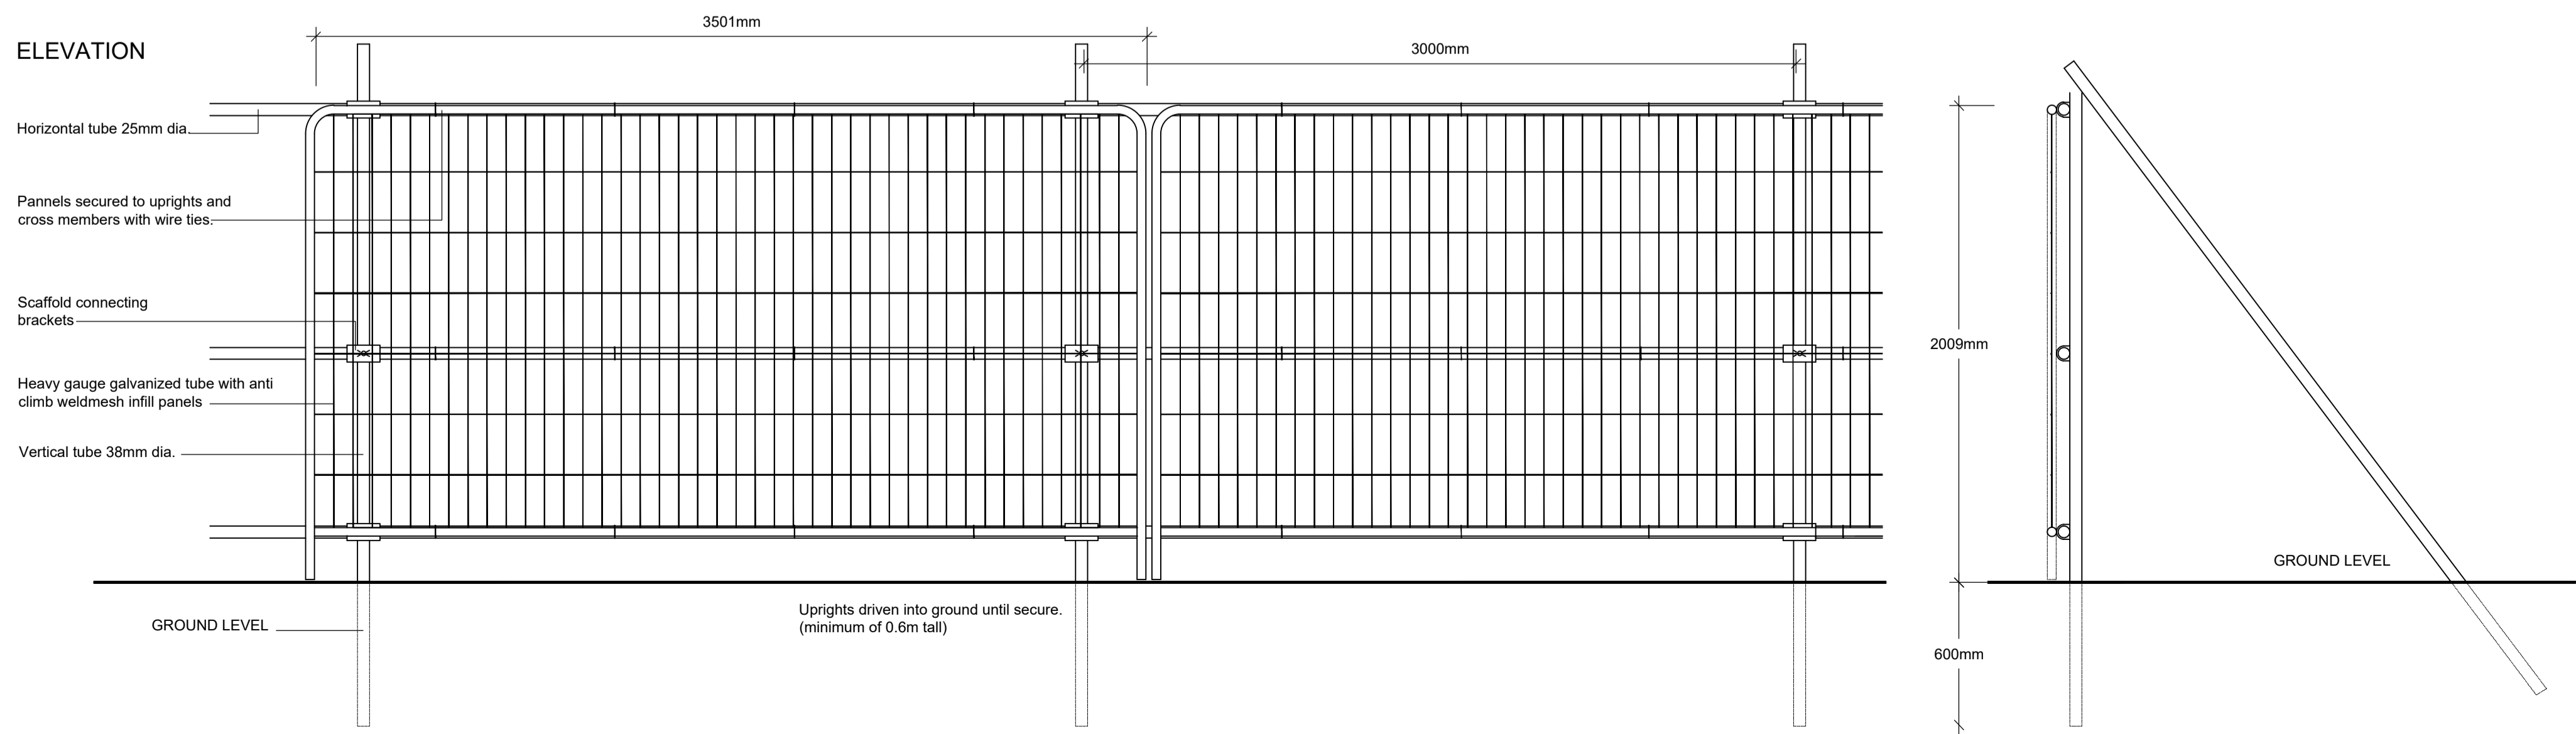 3501mm
ELEVATION
3000mm
Horizontal tube 25mm dia.
Pannels secured to uprights and
cross members with wire ties.
Scaffold connecting
brackets
2009mm
Heavy gauge galvanized tube with anti
climb weldmesh infill panels
Vertical tube 38mm dia.
GROUND LEVEL
Uprights driven into ground until secure.
(minimum of 0.6m tall)
GROUND LEVEL
600mm